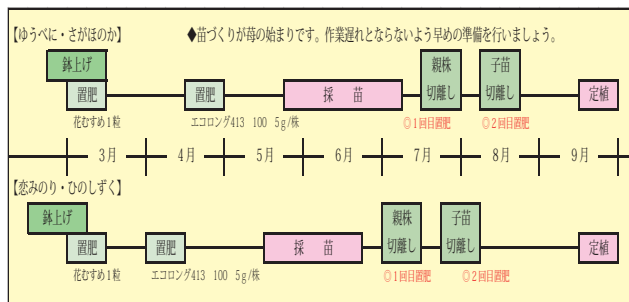 【ゆうべに・さがほのか】
◆苗づくりが苺の始まりです。作業遅れとならないよう早めの準備を行いましょう。
鉢上げ
置肥
置肥
採 苗
親株
切離し
子苗
切離し
定植
花むすめ1粒
エコロング413 100 5g/株
◎1回目置肥
◎2回目置肥
3月 4月 5月 6月 7月 8月 9月
【恋みのり・ひのしずく】
鉢上げ
置肥
置肥
採 苗
親株
切離し
子苗
切離し
定植
花むすめ1粒
エコロング413 100 5g/株
◎1回目置肥
◎2回目置肥